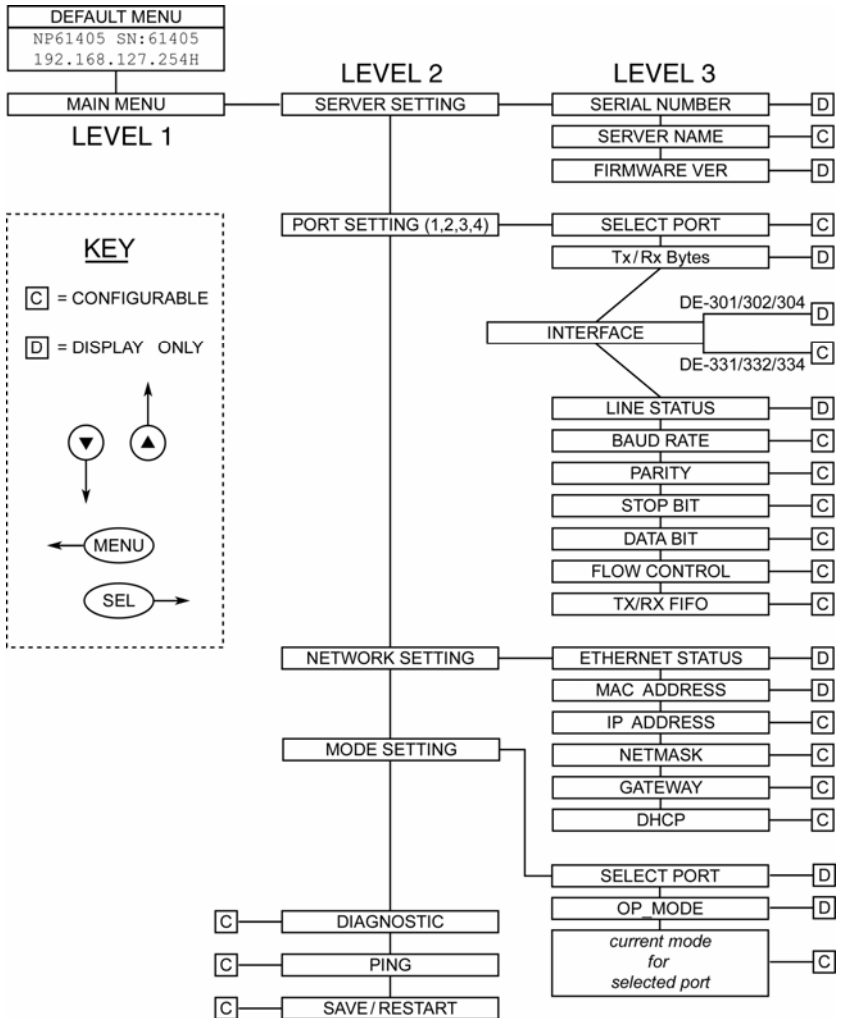 DEFAULT MENU
NP61405 SN:61405
192.168.127.254H
MAIN MENU
LEVEL 1
LEVEL 2
LEVEL 3
SERVER SETTING
SERIAL NUMBER D
SERVER NAME C
FIRMWARE VER D
KEY
C = CONFIGURABLE
D = DISPLAY ONLY
MENU
SEL
PORT SETTING (1,2,3,4)
SELECT PORT C
Tx/Rx Bytes D
INTERFACE
DE-301/302/304 D
DE-331/332/334 C
LINE STATUS D
BAUD RATE C
PARITY C
STOP BIT C
DATA BIT C
FLOW CONTROL C
TX/RX FIFO C
NETWORK SETTING
ETHERNET STATUS D
MAC ADDRESS D
IP ADDRESS C
NETMASK C
GATEWAY C
DHCP C
MODE SETTING
SELECT PORT D
OP_MODE D
current mode
for C
selected port
C DIAGNOSTIC
C PING
C SAVE/RESTART